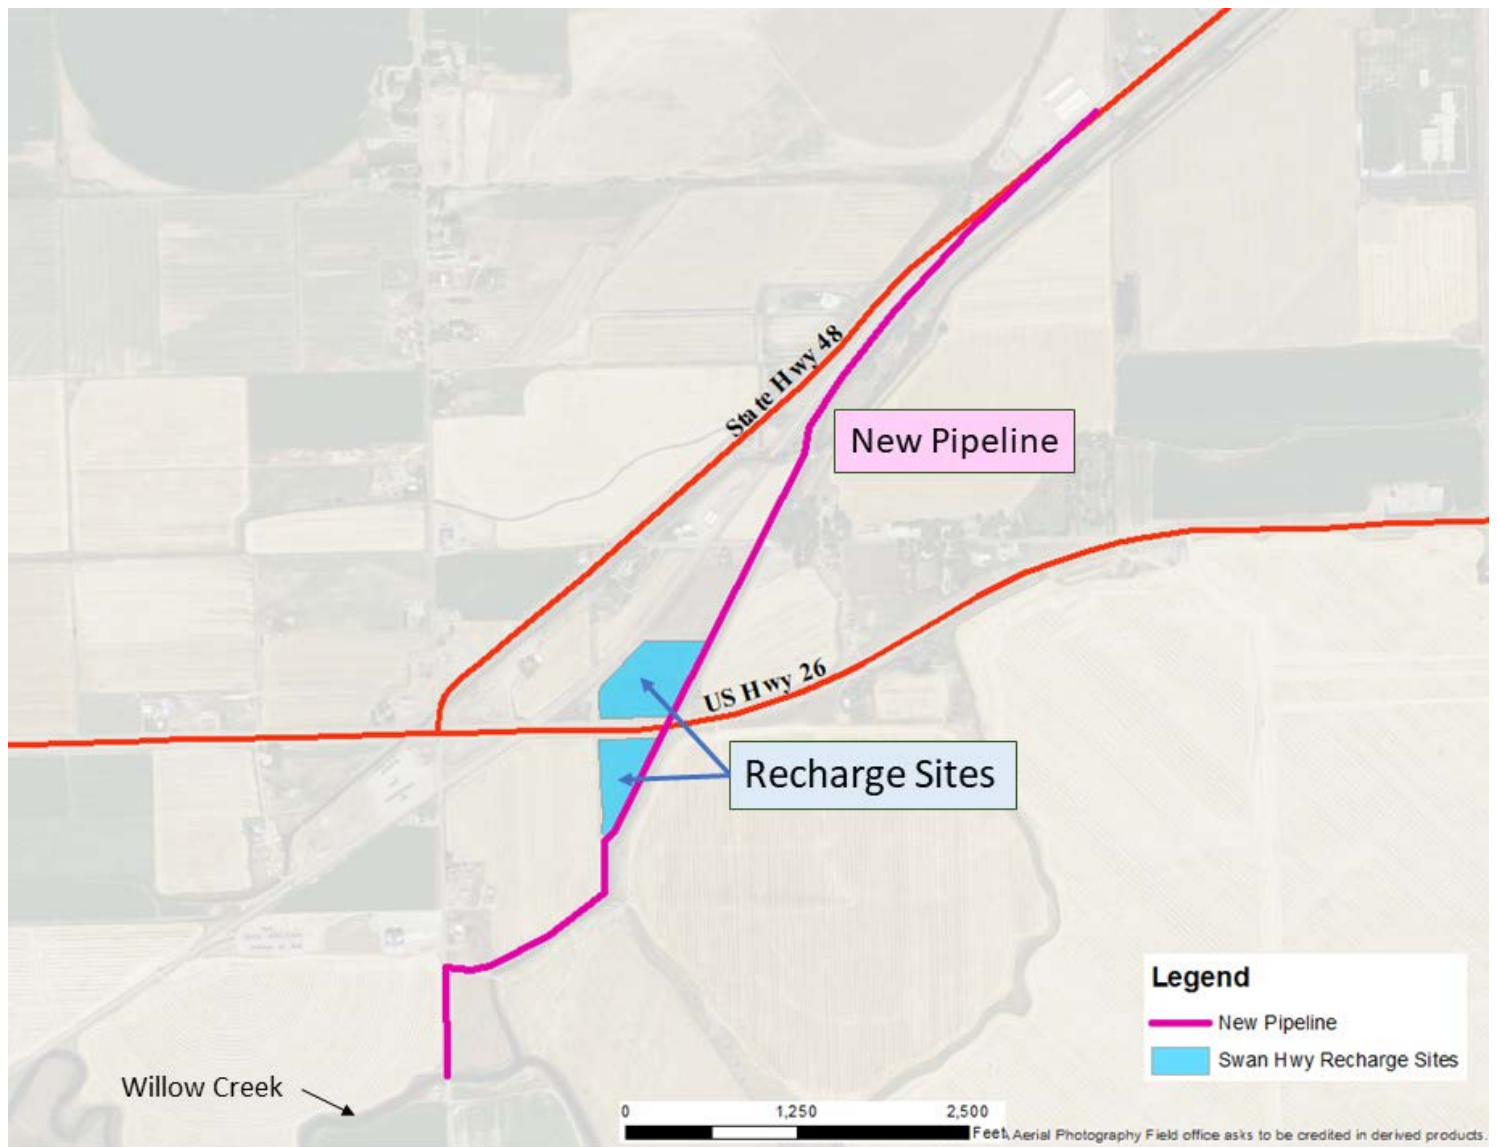 State Hwy 48
New Pipeline
US Hwy 26
Recharge Sites
Legend
New Pipeline
Swan Hwy Recharge Sites
Willow Creek
0 1,250 2,500
Feet
Aerial Photography Field office asks to be credited in derived products